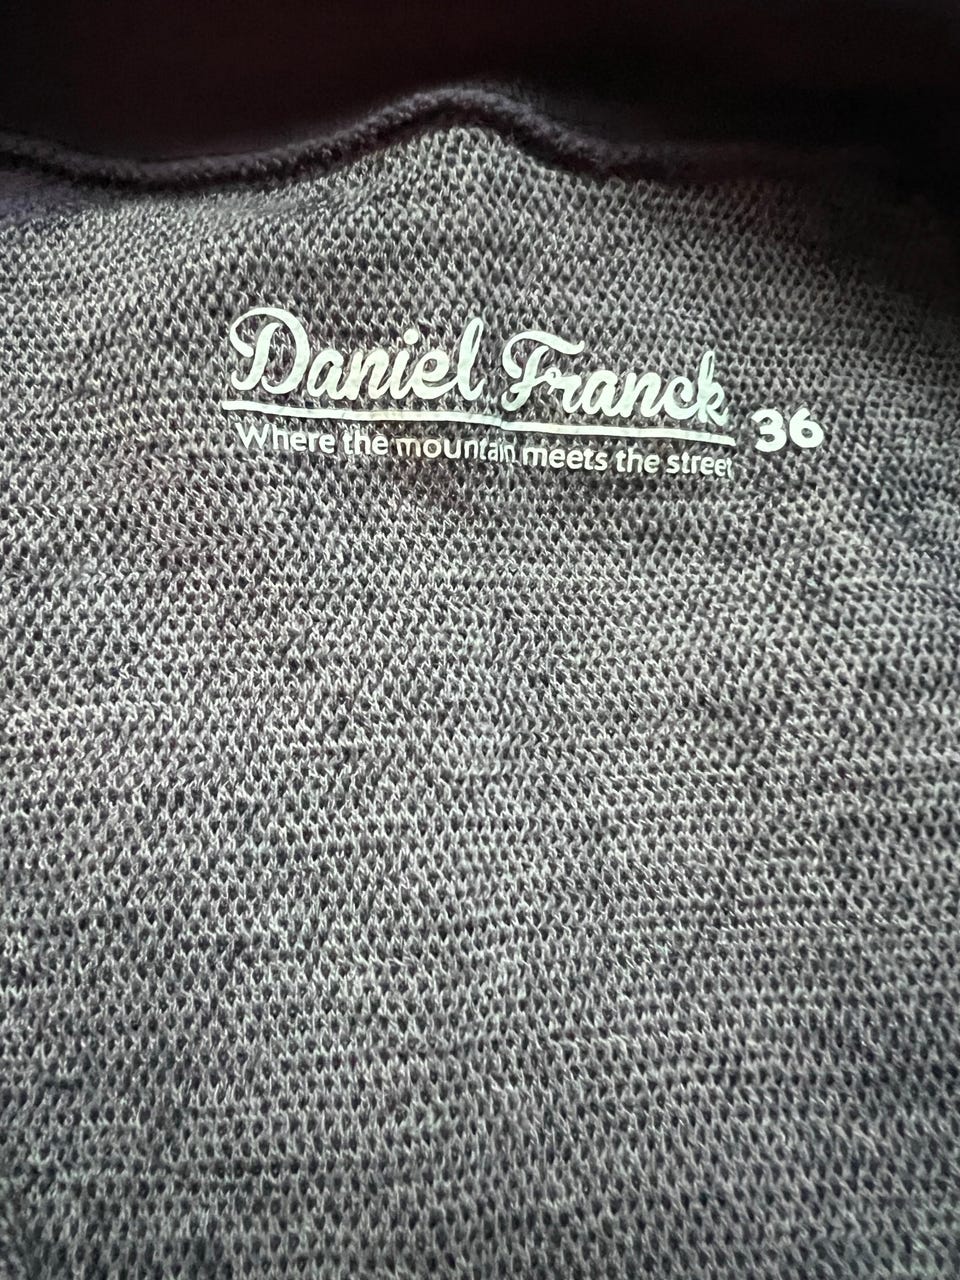 Daniel Franck
Where the mountain meets the street 36